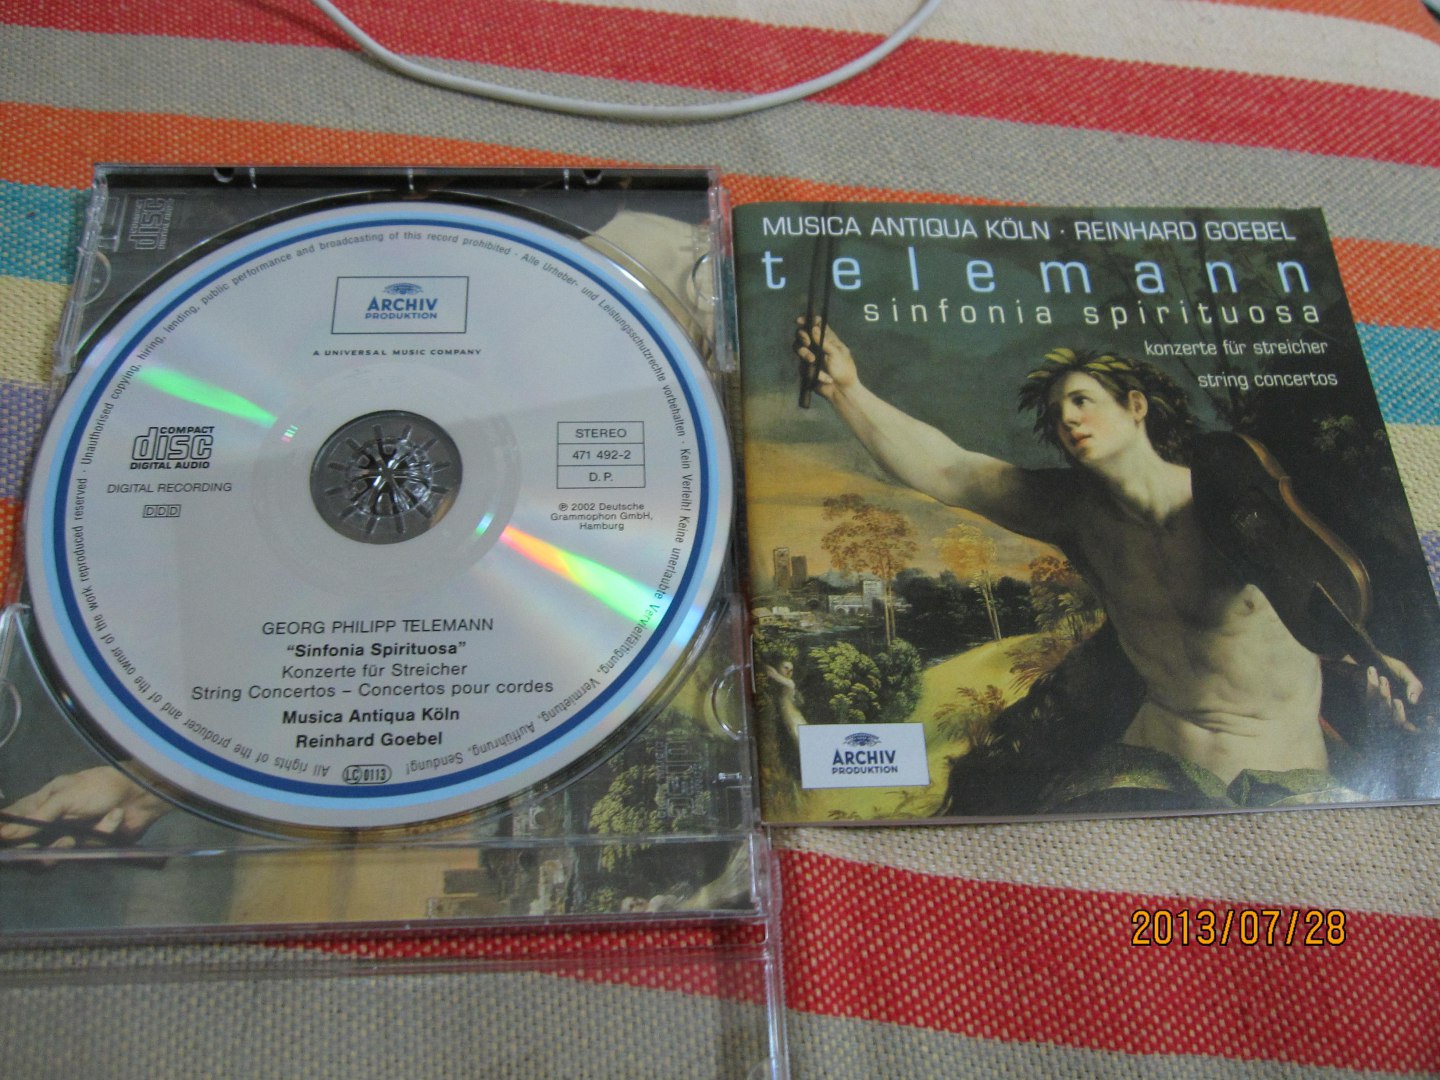 Unauthorised copying, hiring, lending, public performance and broadcasting of this record prohibited · Alle Urheber- und Leistungsschutzrechte vorbehalten · Kein Verleih! Keine unerlaubte Vervielfältigung, Vermietung, Aufführung, Sendung!
All rights of the producer and of the owner of the work reproduced reserved ·
ARCHIV
PRODUKTION
A UNIVERSAL MUSIC COMPANY
COMPACT
disc
DIGITAL AUDIO
DIGITAL RECORDING
DDD
STEREO
471 492-2
D.P.
℗ 2002 Deutsche
Grammophon GmbH,
Hamburg
GEORG PHILIPP TELEMANN
"Sinfonia Spirituosa"
Konzerte für Streicher
String Concertos – Concertos pour cordes
Musica Antiqua Köln
Reinhard Goebel
LC 0113
MUSICA ANTIQUA KÖLN · REINHARD GOEBEL
telemann
sinfonia spirituosa
konzerte für streicher
string concertos
ARCHIV
PRODUKTION
2013/07/28